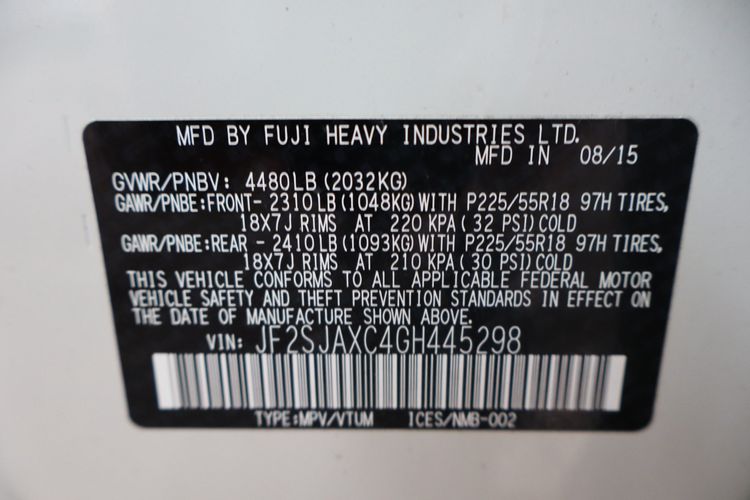 MFD BY FUJI HEAVY INDUSTRIES LTD.
MFD IN 08/15
GVWR/PNBV: 4480LB (2032KG)
GAWR/PNBE:FRONT- 2310 LB (1048KG) WITH P225/55R18 97H TIRES,
18X7J RIMS AT 220 KPA ( 32 PSI) COLD
GAWR/PNBE:REAR - 2410 LB (1093KG) WITH P225/55R18 97H TIRES,
18X7J RIMS AT 210 KPA ( 30 PSI) COLD
THIS VEHICLE CONFORMS TO ALL APPLICABLE FEDERAL MOTOR
VEHICLE SAFETY AND THEFT PREVENTION STANDARDS IN EFFECT ON
THE DATE OF MANUFACTURE SHOWN ABOVE.
VIN: JF2SJAXC4GH445298
TYPE:MPV/VTUM ICES/NMB-002